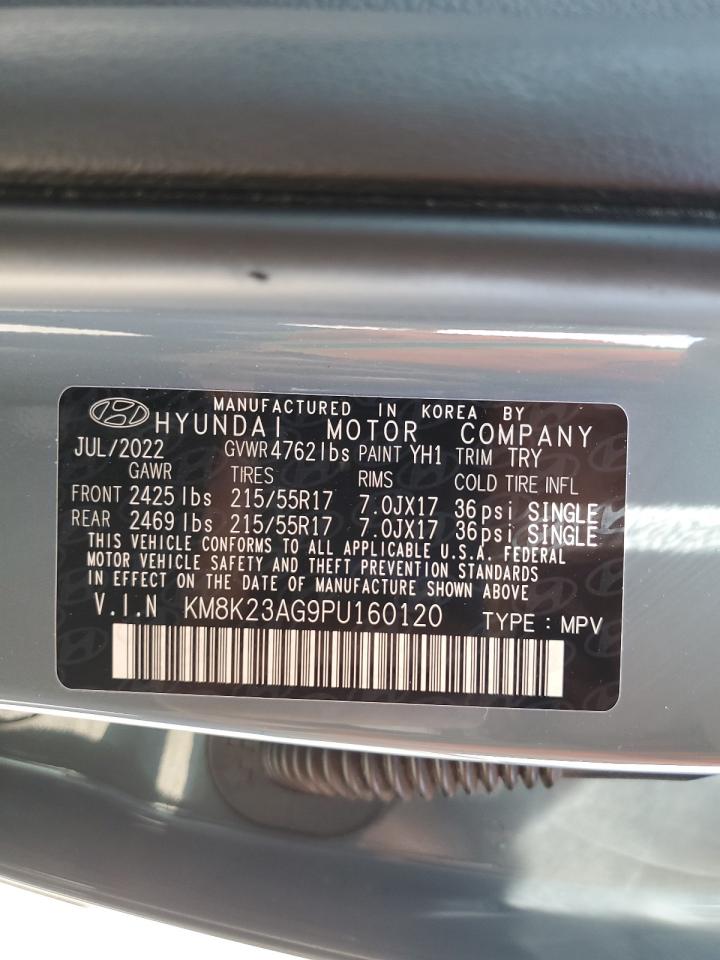 MANUFACTURED IN KOREA BY
HYUNDAI MOTOR COMPANY
JUL/2022 GVWR 4762 lbs PAINT YH1 TRIM TRY
GAWR TIRES RIMS COLD TIRE INFL
FRONT 2425 lbs 215/55R17 7.0JX17 36psi SINGLE
REAR 2469 lbs 215/55R17 7.0JX17 36psi SINGLE
THIS VEHICLE CONFORMS TO ALL APPLICABLE U.S.A. FEDERAL
MOTOR VEHICLE SAFETY AND THEFT PREVENTION STANDARDS
IN EFFECT ON THE DATE OF MANUFACTURE SHOWN ABOVE
V.I.N KM8K23AG9PU160120 TYPE : MPV